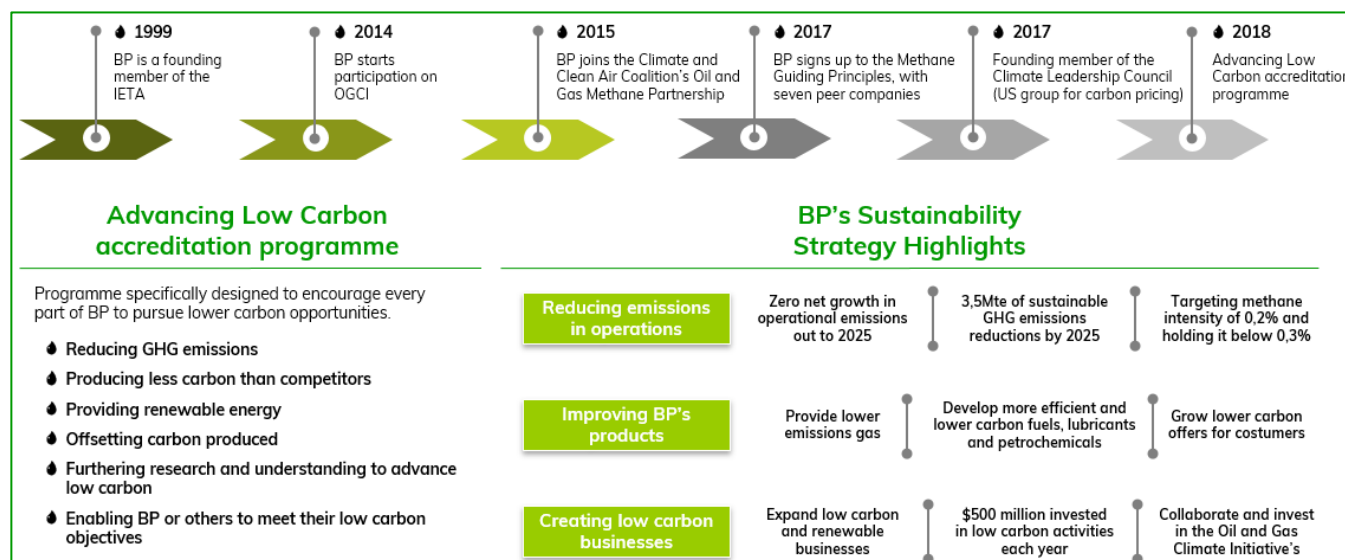 1999
BP is a founding
member of the
IETA
2014
BP starts
participation on
OGCI
2015
BP joins the Climate and
Clean Air Coalition's Oil and
Gas Methane Partnership
2017
BP signs up to the Methane
Guiding Principles, with
seven peer companies
2017
Founding member of the
Climate Leadership Council
(US group for carbon pricing)
2018
Advancing Low
Carbon accreditation
programme
Advancing Low Carbon
accreditation programme
Programme specifically designed to encourage every
part of BP to pursue lower carbon opportunities.
Reducing GHG emissions
Producing less carbon than competitors
Providing renewable energy
Offsetting carbon produced
Furthering research and understanding to advance
low carbon
Enabling BP or others to meet their low carbon
objectives
BP's Sustainability
Strategy Highlights
Reducing emissions
in operations
Zero net growth in
operational emissions
out to 2025
3,5Mte of sustainable
GHG emissions
reductions by 2025
Targeting methane
intensity of 0,2% and
holding it below 0,3%
Improving BP's
products
Provide lower
emissions gas
Develop more efficient and
lower carbon fuels, lubricants
and petrochemicals
Grow lower carbon
offers for costumers
Creating low carbon
businesses
Expand low carbon
and renewable
businesses
$500 million invested
in low carbon activities
each year
Collaborate and invest
in the Oil and Gas
Climate Initiative's